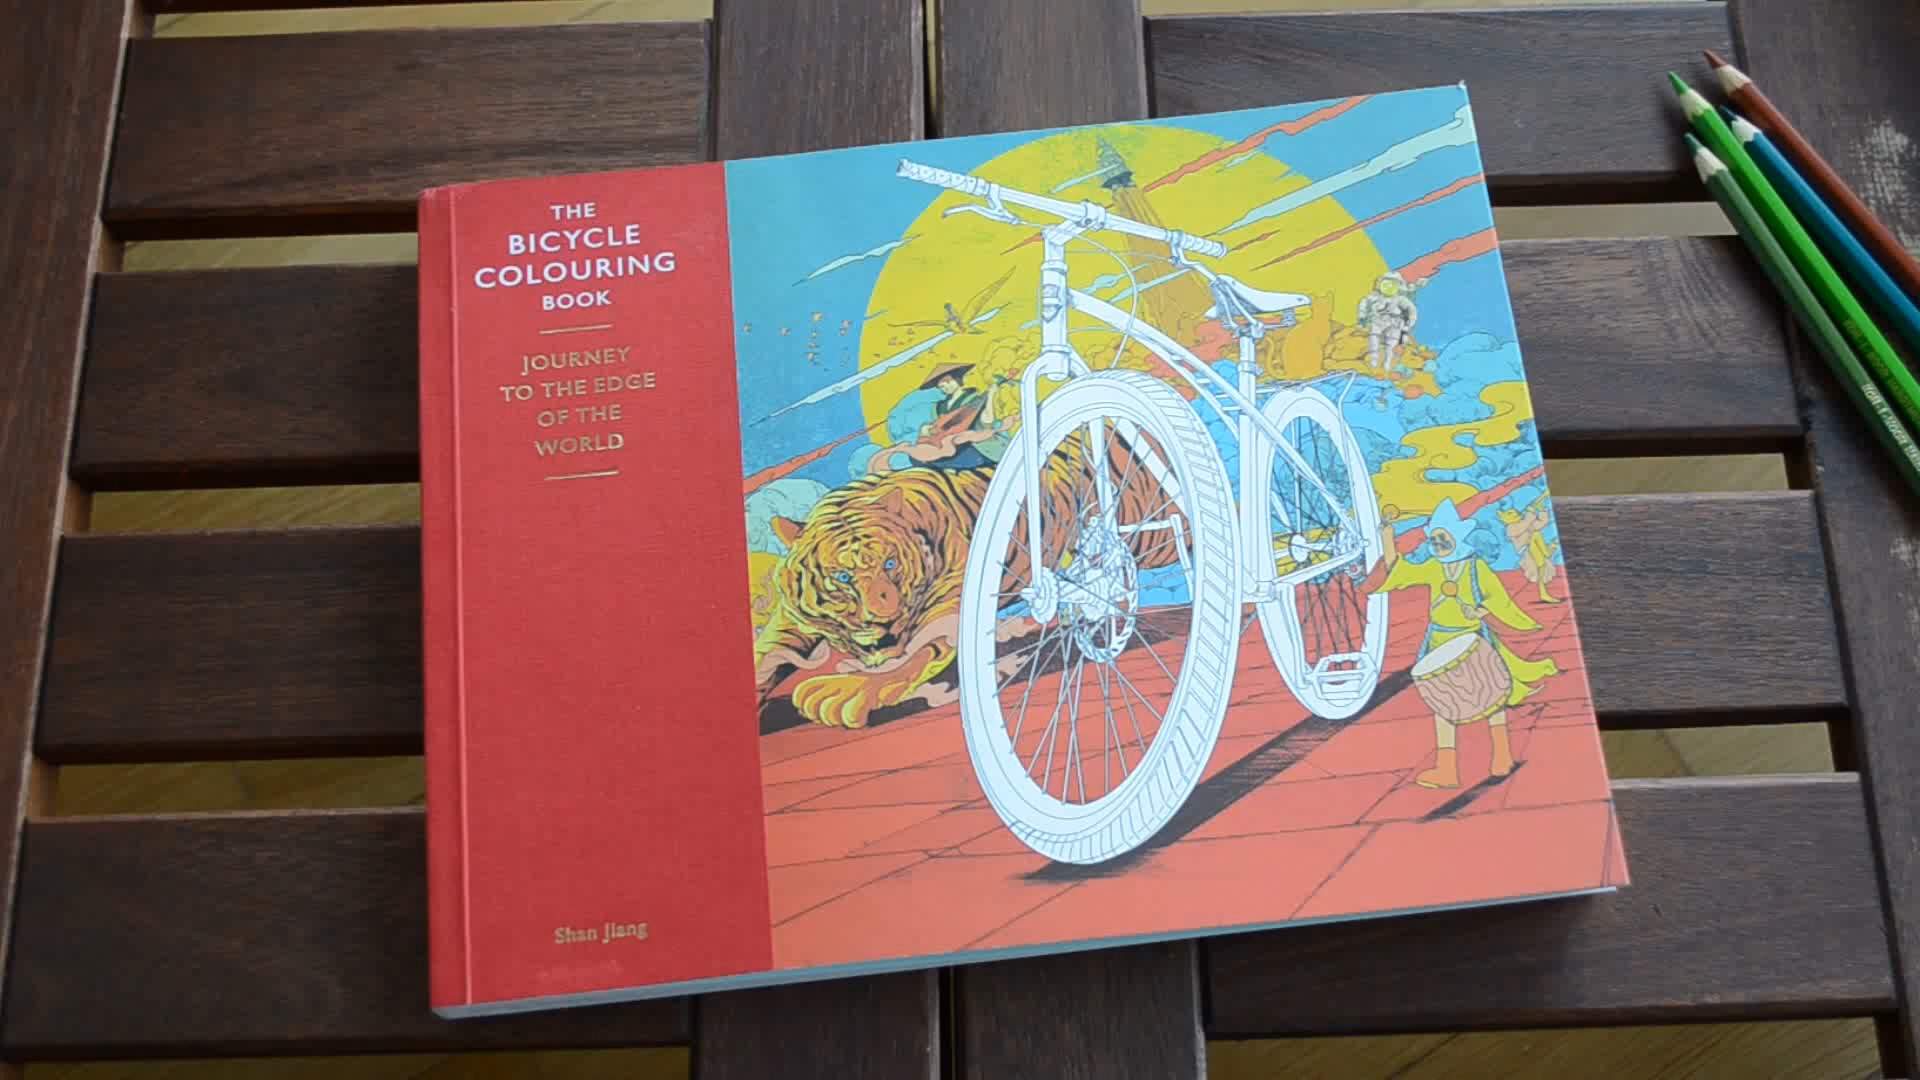 THE
BICYCLE
COLOURING
BOOK
JOURNEY
TO THE EDGE
OF THE
WORLD
Shan Jiang